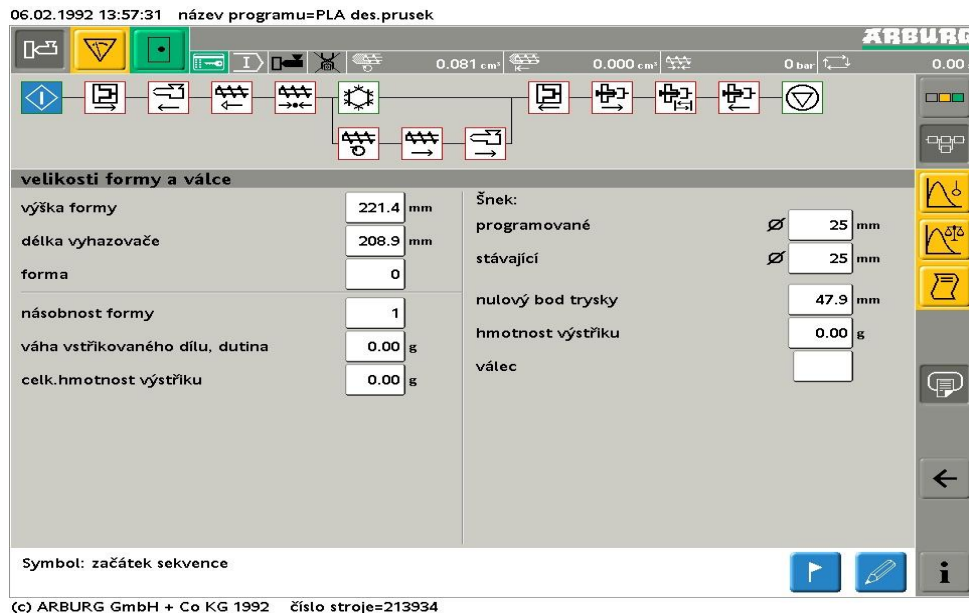 06.02.1992 13:57:31 název programu=PLA des.prusek
ARBURG
0.081 cm³ 0.000 cm³ 0 bar 0.00
velikosti formy a válce
výška formy 221.4 mm
délka vyhazovače 208.9 mm
forma 0
násobnost formy 1
váha vstřikovaného dílu, dutina 0.00 g
celk.hmotnost výstřiku 0.00 g
Šnek:
programované Ø 25 mm
stávající Ø 25 mm
nulový bod trysky 47.9 mm
hmotnost výstřiku 0.00 g
válec
Symbol: začátek sekvence
(c) ARBURG GmbH + Co KG 1992 číslo stroje=213934